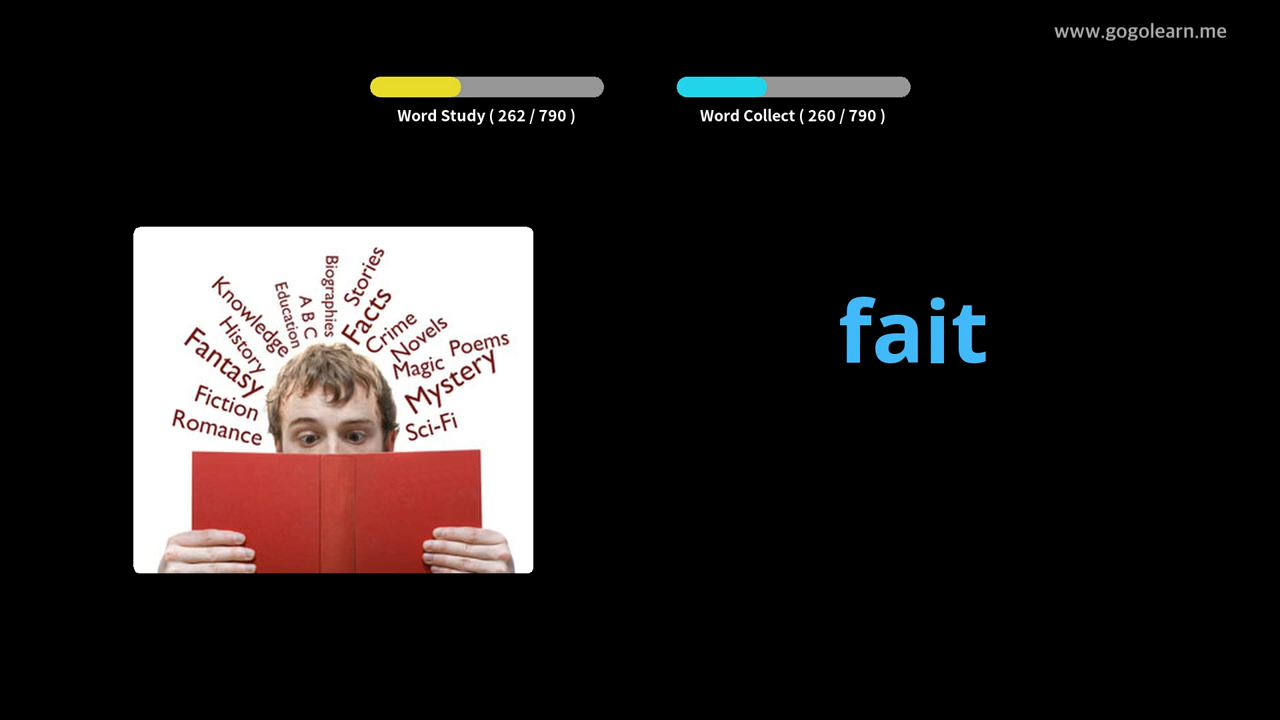 www.gogolearn.me
Word Study ( 262 / 790 )
Word Collect ( 260 / 790 )
fait
Romance
Fiction
Fantasy
History
Knowledge
Education
A B C
Biographies
Stories
Facts
Crime
Novels
Magic
Poems
Mystery
Sci-Fi